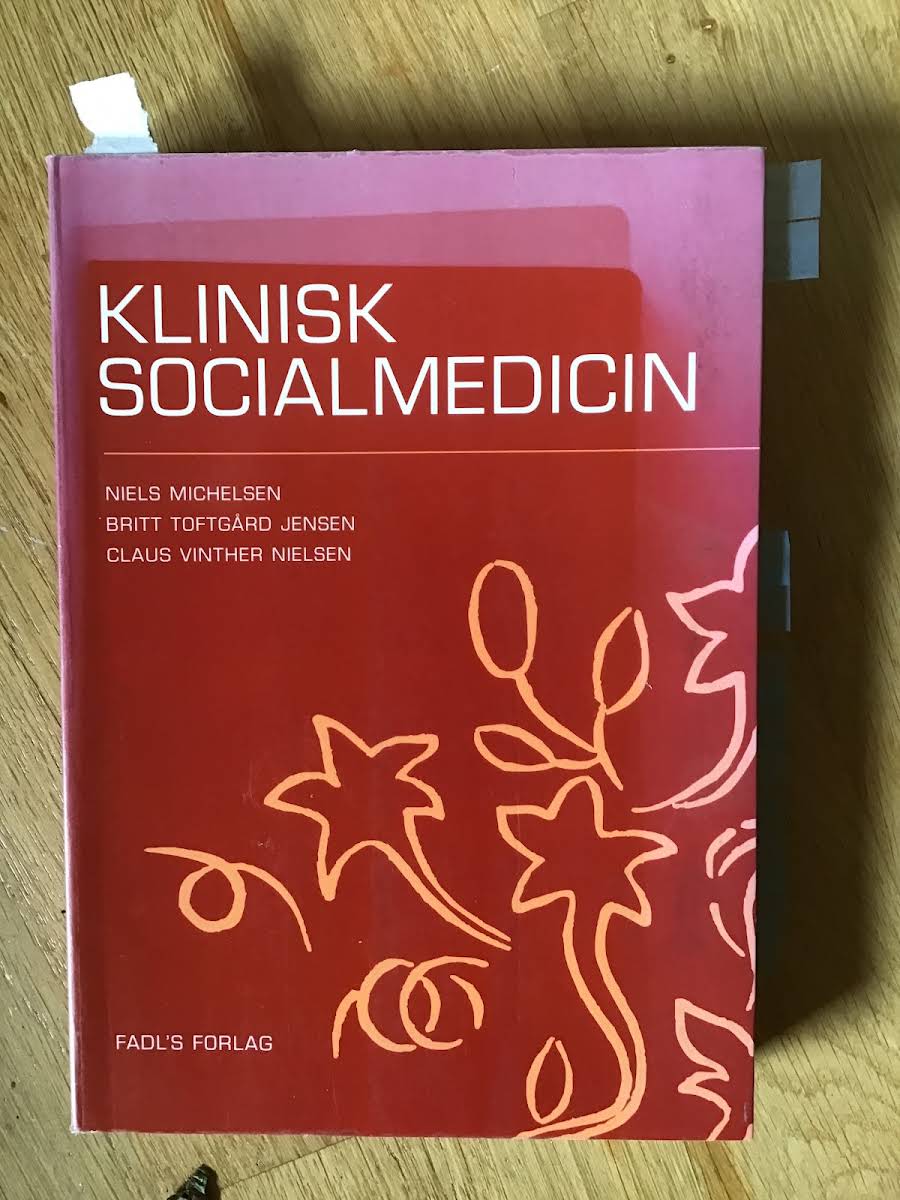 KLINISK
SOCIALMEDICIN
NIELS MICHELSEN
BRITT TOFTGÅRD JENSEN
CLAUS VINTHER NIELSEN
FADL'S FORLAG